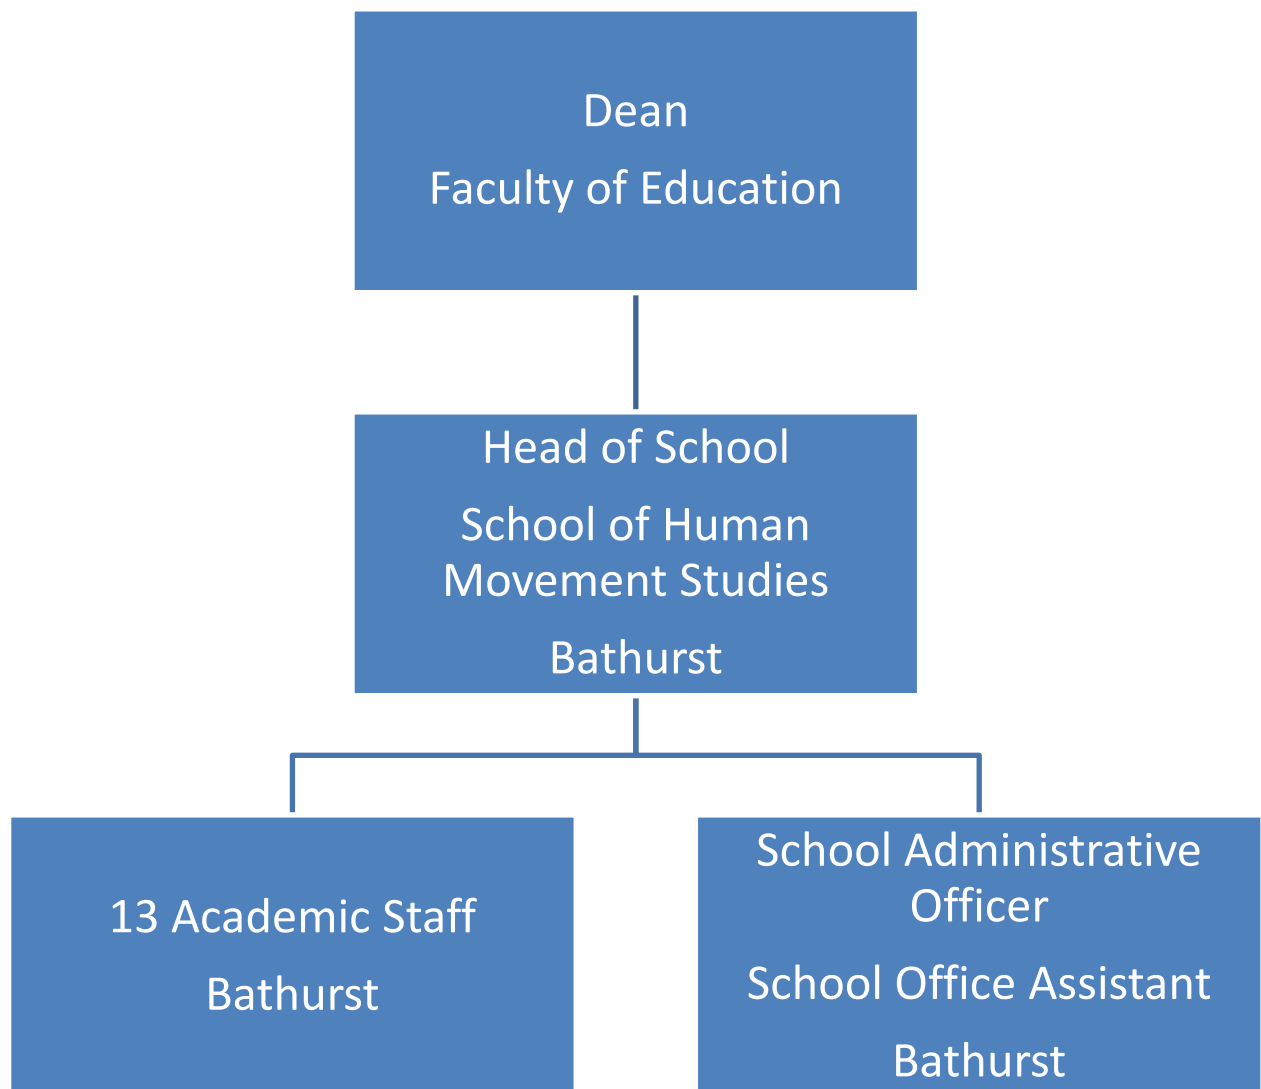 Dean
Faculty of Education
Head of School
School of Human
Movement Studies
Bathurst
13 Academic Staff
Bathurst
School Administrative
Officer
School Office Assistant
Bathurst